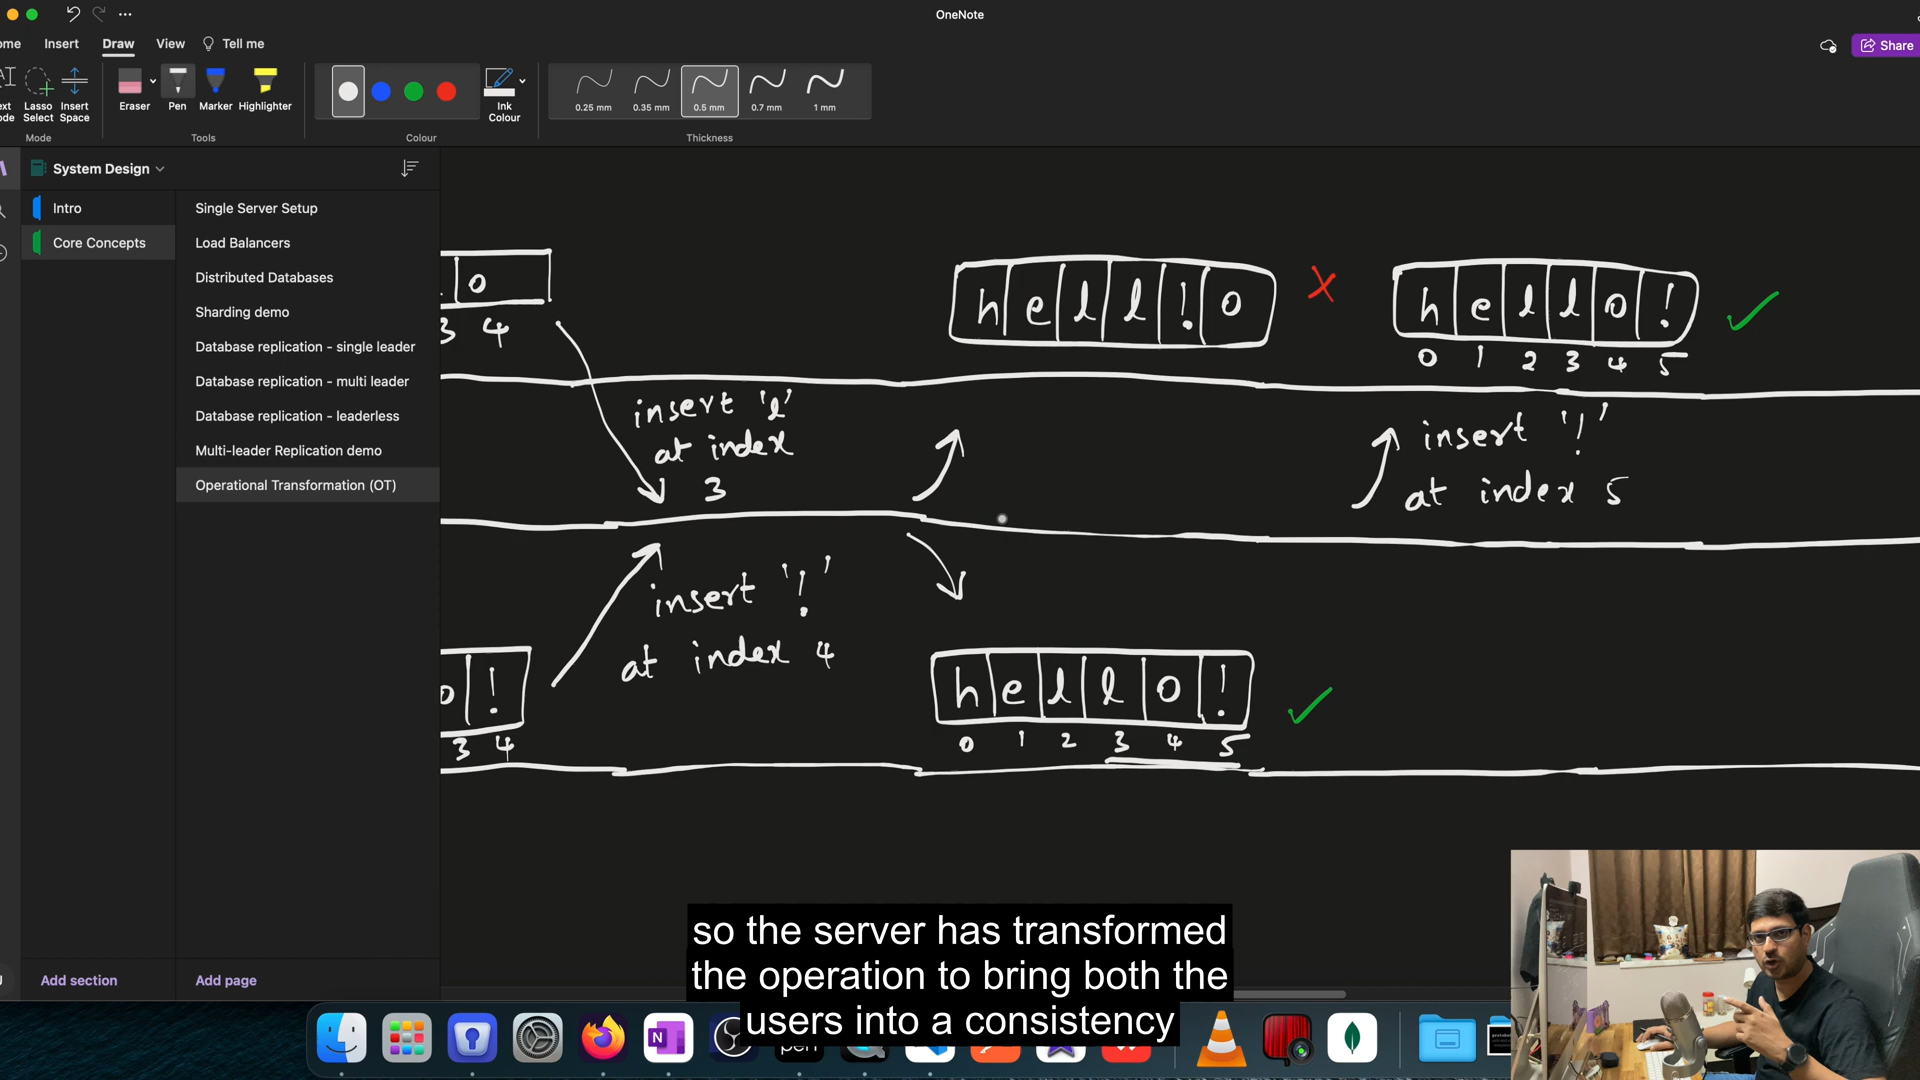 OneNote
ome Insert Draw View Tell me
Share
Eraser Pen Marker Highlighter
Lasso Select
Insert Space
Ink Colour
0.25 mm 0.35 mm 0.5 mm 0.7 mm 1 mm
Mode Tools Colour Thickness
System Design
Intro
Core Concepts
Single Server Setup
Load Balancers
Distributed Databases
Sharding demo
Database replication - single leader
Database replication - multi leader
Database replication - leaderless
Multi-leader Replication demo
Operational Transformation (OT)
Add section
Add page
o
3 4
h e l l ! o X
h e l l o !
0 1 2 3 4 5
insert 'l'
at index
3
insert '!'
at index 5
insert '!'
at index 4
o !
3 4
h e l l o !
0 1 2 3 4 5
so the server has transformed
the operation to bring both the
users into a consistency